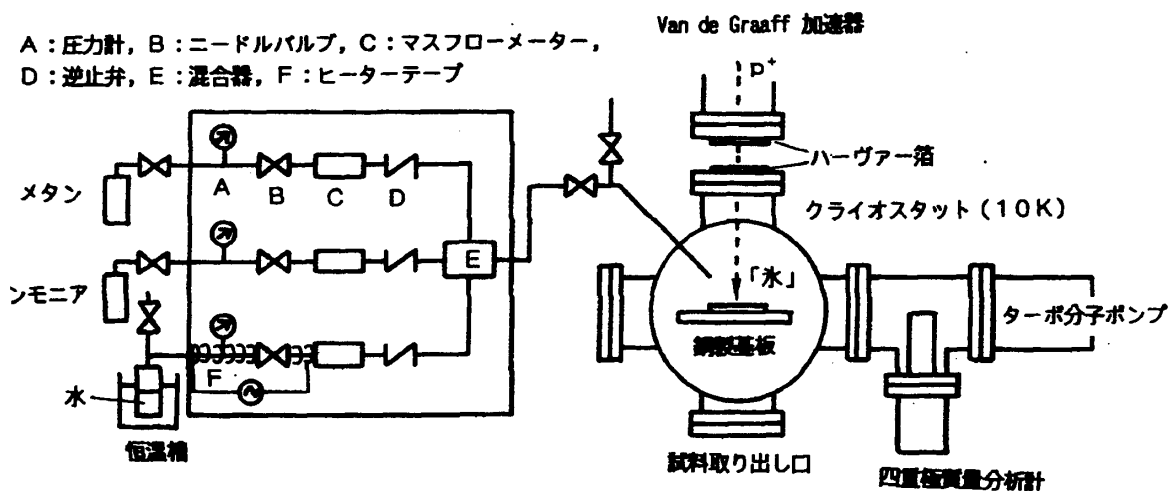 Van de Graaff 加速器
A：圧力計，B：ニードルバルブ，C：マスフローメーター，
D：逆止弁，E：混合器，F：ヒーターテープ
P⁺
ハーヴァー箔
メタン
A
B
C
D
クライオスタット（10K）
E
「氷」
ンモニア
ターボ分子ポンプ
銅製基板
F
水
恒温槽
試料取り出し口
四重極質量分析計